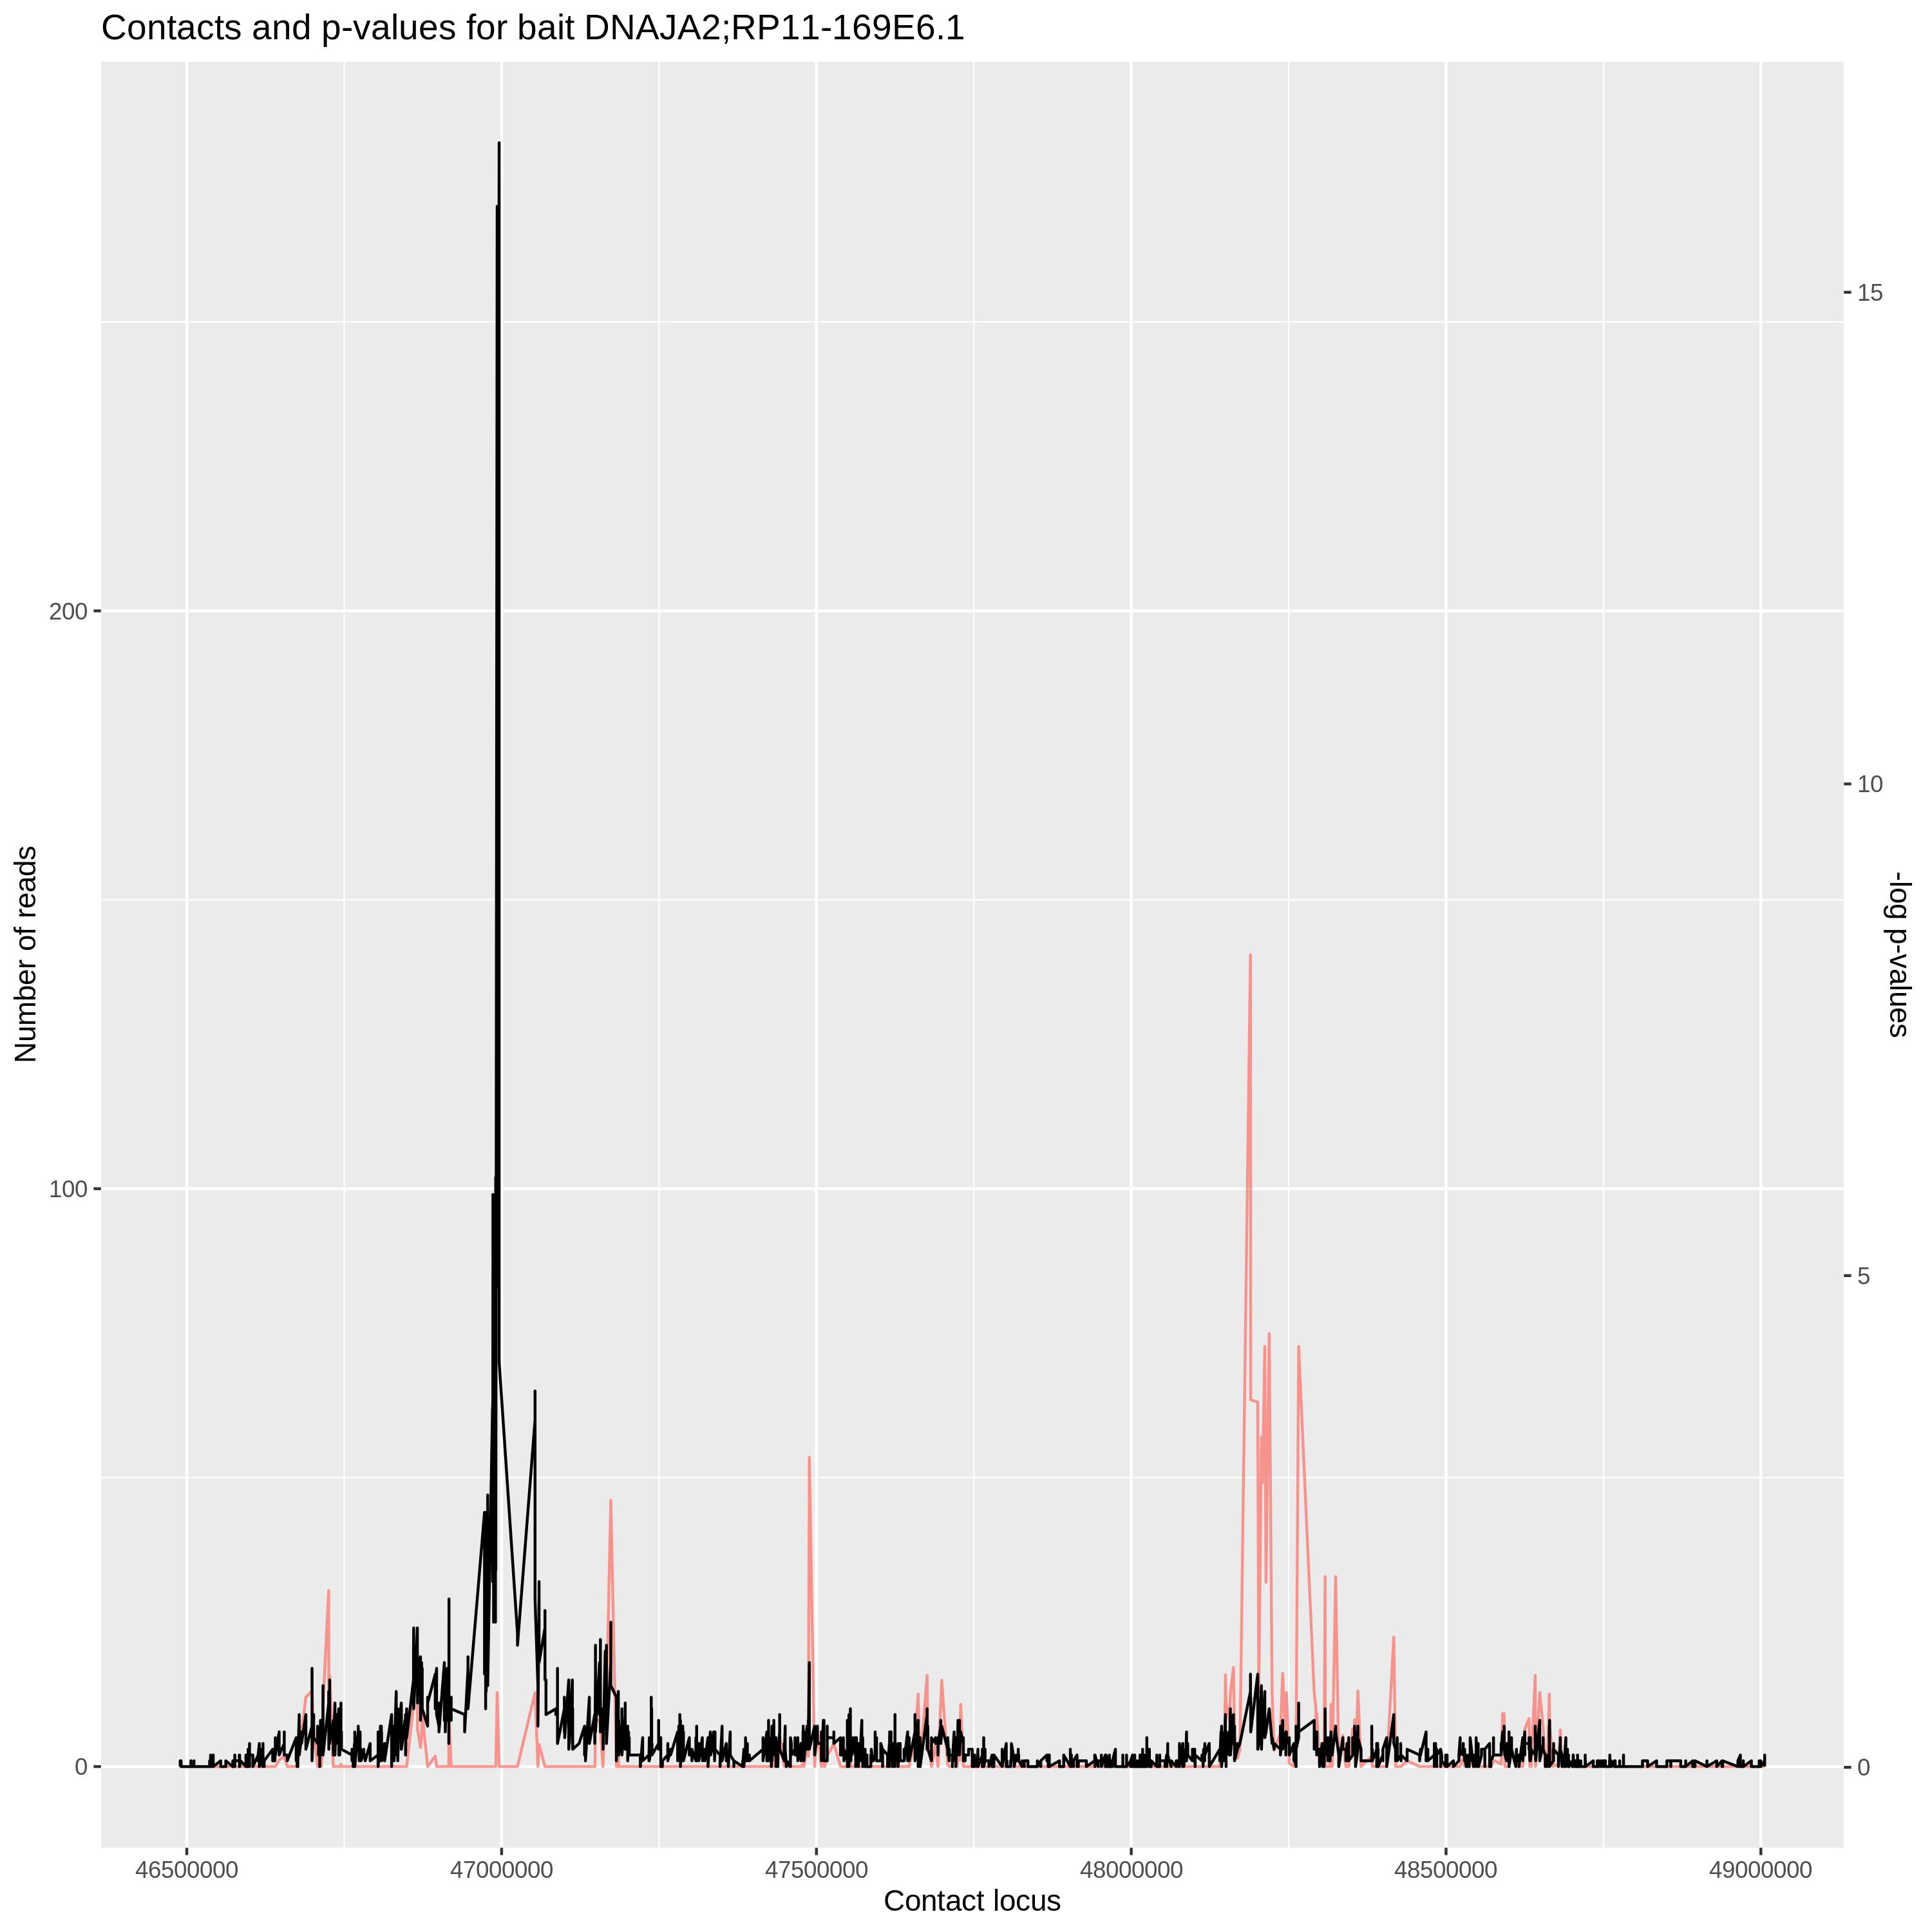 Contacts and p-values for bait DNAJA2;RP11-169E6.1
Number of reads
200
100
0
15
10
5
0
-log p-values
46500000 47000000 47500000 48000000 48500000 49000000
Contact locus